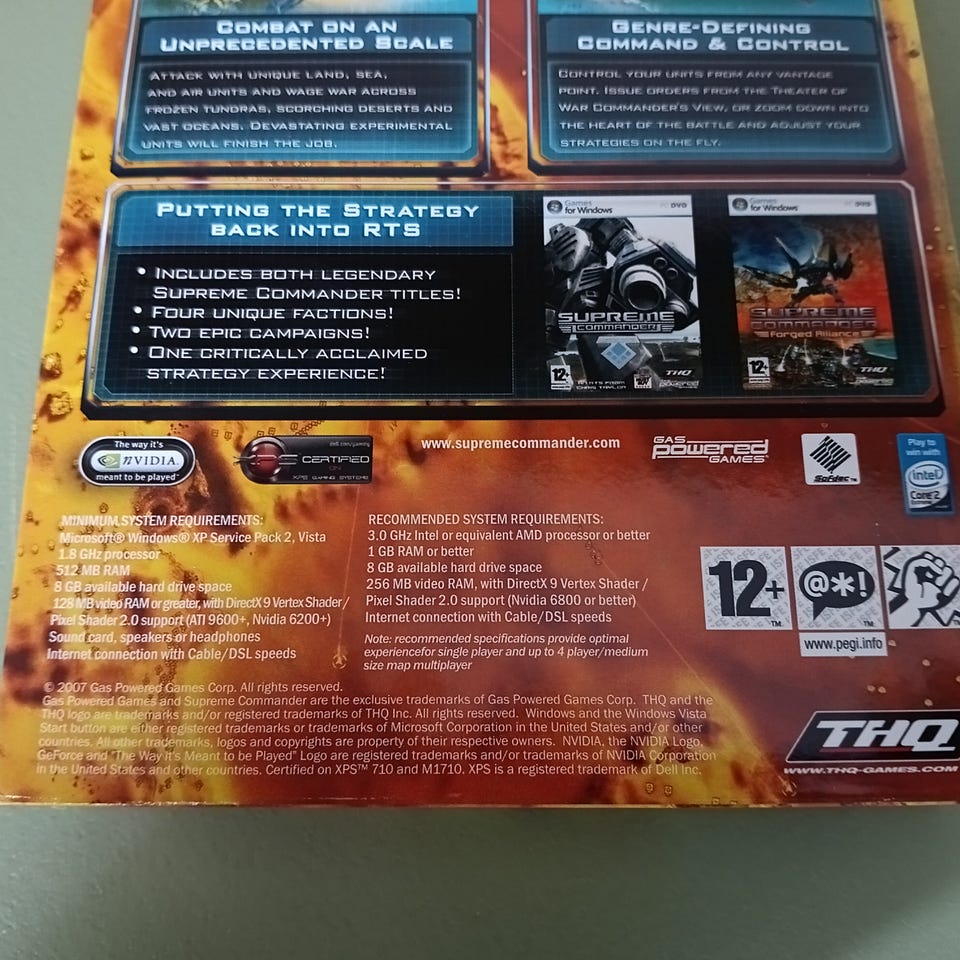 Combat on an
Unprecedented Scale
Attack with unique land, sea,
and air units and wage war across
frozen tundras, scorching deserts and
vast oceans. Devastating experimental
units will finish the job.
Genre-Defining
Command & Control
Control your units from any vantage
point. Issue orders from the Theater of
War Commander's View, or zoom down into
the heart of the battle and adjust your
strategies on the fly.
Putting the Strategy
back into RTS
• Includes both legendary
Supreme Commander titles!
• Four unique factions!
• Two epic campaigns!
• One critically acclaimed
strategy experience!
Games
for Windows
PC DVD
SUPREME
COMMANDER
12+
THQ
Games
for Windows
PC DVD
SUPREME
COMMANDER
Forged Alliance
12+
THQ
The way it's
NVIDIA.
meant to be played™
dell.com/gaming
CERTIFIED
ON
XPS GAMING SYSTEMS
www.supremecommander.com
GAS
Powered
GAMES™
Sofdec™
Play to
win with
intel
Core 2
Extreme
MINIMUM SYSTEM REQUIREMENTS:
Microsoft® Windows® XP Service Pack 2, Vista
1.8 GHz processor
512 MB RAM
8 GB available hard drive space
128 MB video RAM or greater, with DirectX 9 Vertex Shader /
Pixel Shader 2.0 support (ATI 9600+, Nvidia 6200+)
Sound card, speakers or headphones
Internet connection with Cable/DSL speeds
RECOMMENDED SYSTEM REQUIREMENTS:
3.0 GHz Intel or equivalent AMD processor or better
1 GB RAM or better
8 GB available hard drive space
256 MB video RAM, with DirectX 9 Vertex Shader /
Pixel Shader 2.0 support (Nvidia 6800 or better)
Internet connection with Cable/DSL speeds
Note: recommended specifications provide optimal
experiencefor single player and up to 4 player/medium
size map multiplayer
12+™
@*!™
www.pegi.info
© 2007 Gas Powered Games Corp. All rights reserved.
Gas Powered Games and Supreme Commander are the exclusive trademarks of Gas Powered Games Corp. THQ and the
THQ logo are trademarks and/or registered trademarks of THQ Inc. All rights reserved. Windows and the Windows Vista
Start button are either registered trademarks or trademarks of Microsoft Corporation in the United States and/or other
countries. All other trademarks, logos and copyrights are property of their respective owners. NVIDIA, the NVIDIA Logo,
GeForce and "The Way It's Meant to be Played" Logo are registered trademarks and/or trademarks of NVIDIA Corporation
in the United States and other countries. Certified on XPS™ 710 and M1710. XPS is a registered trademark of Dell Inc.
THQ
WWW.THQ-GAMES.COM